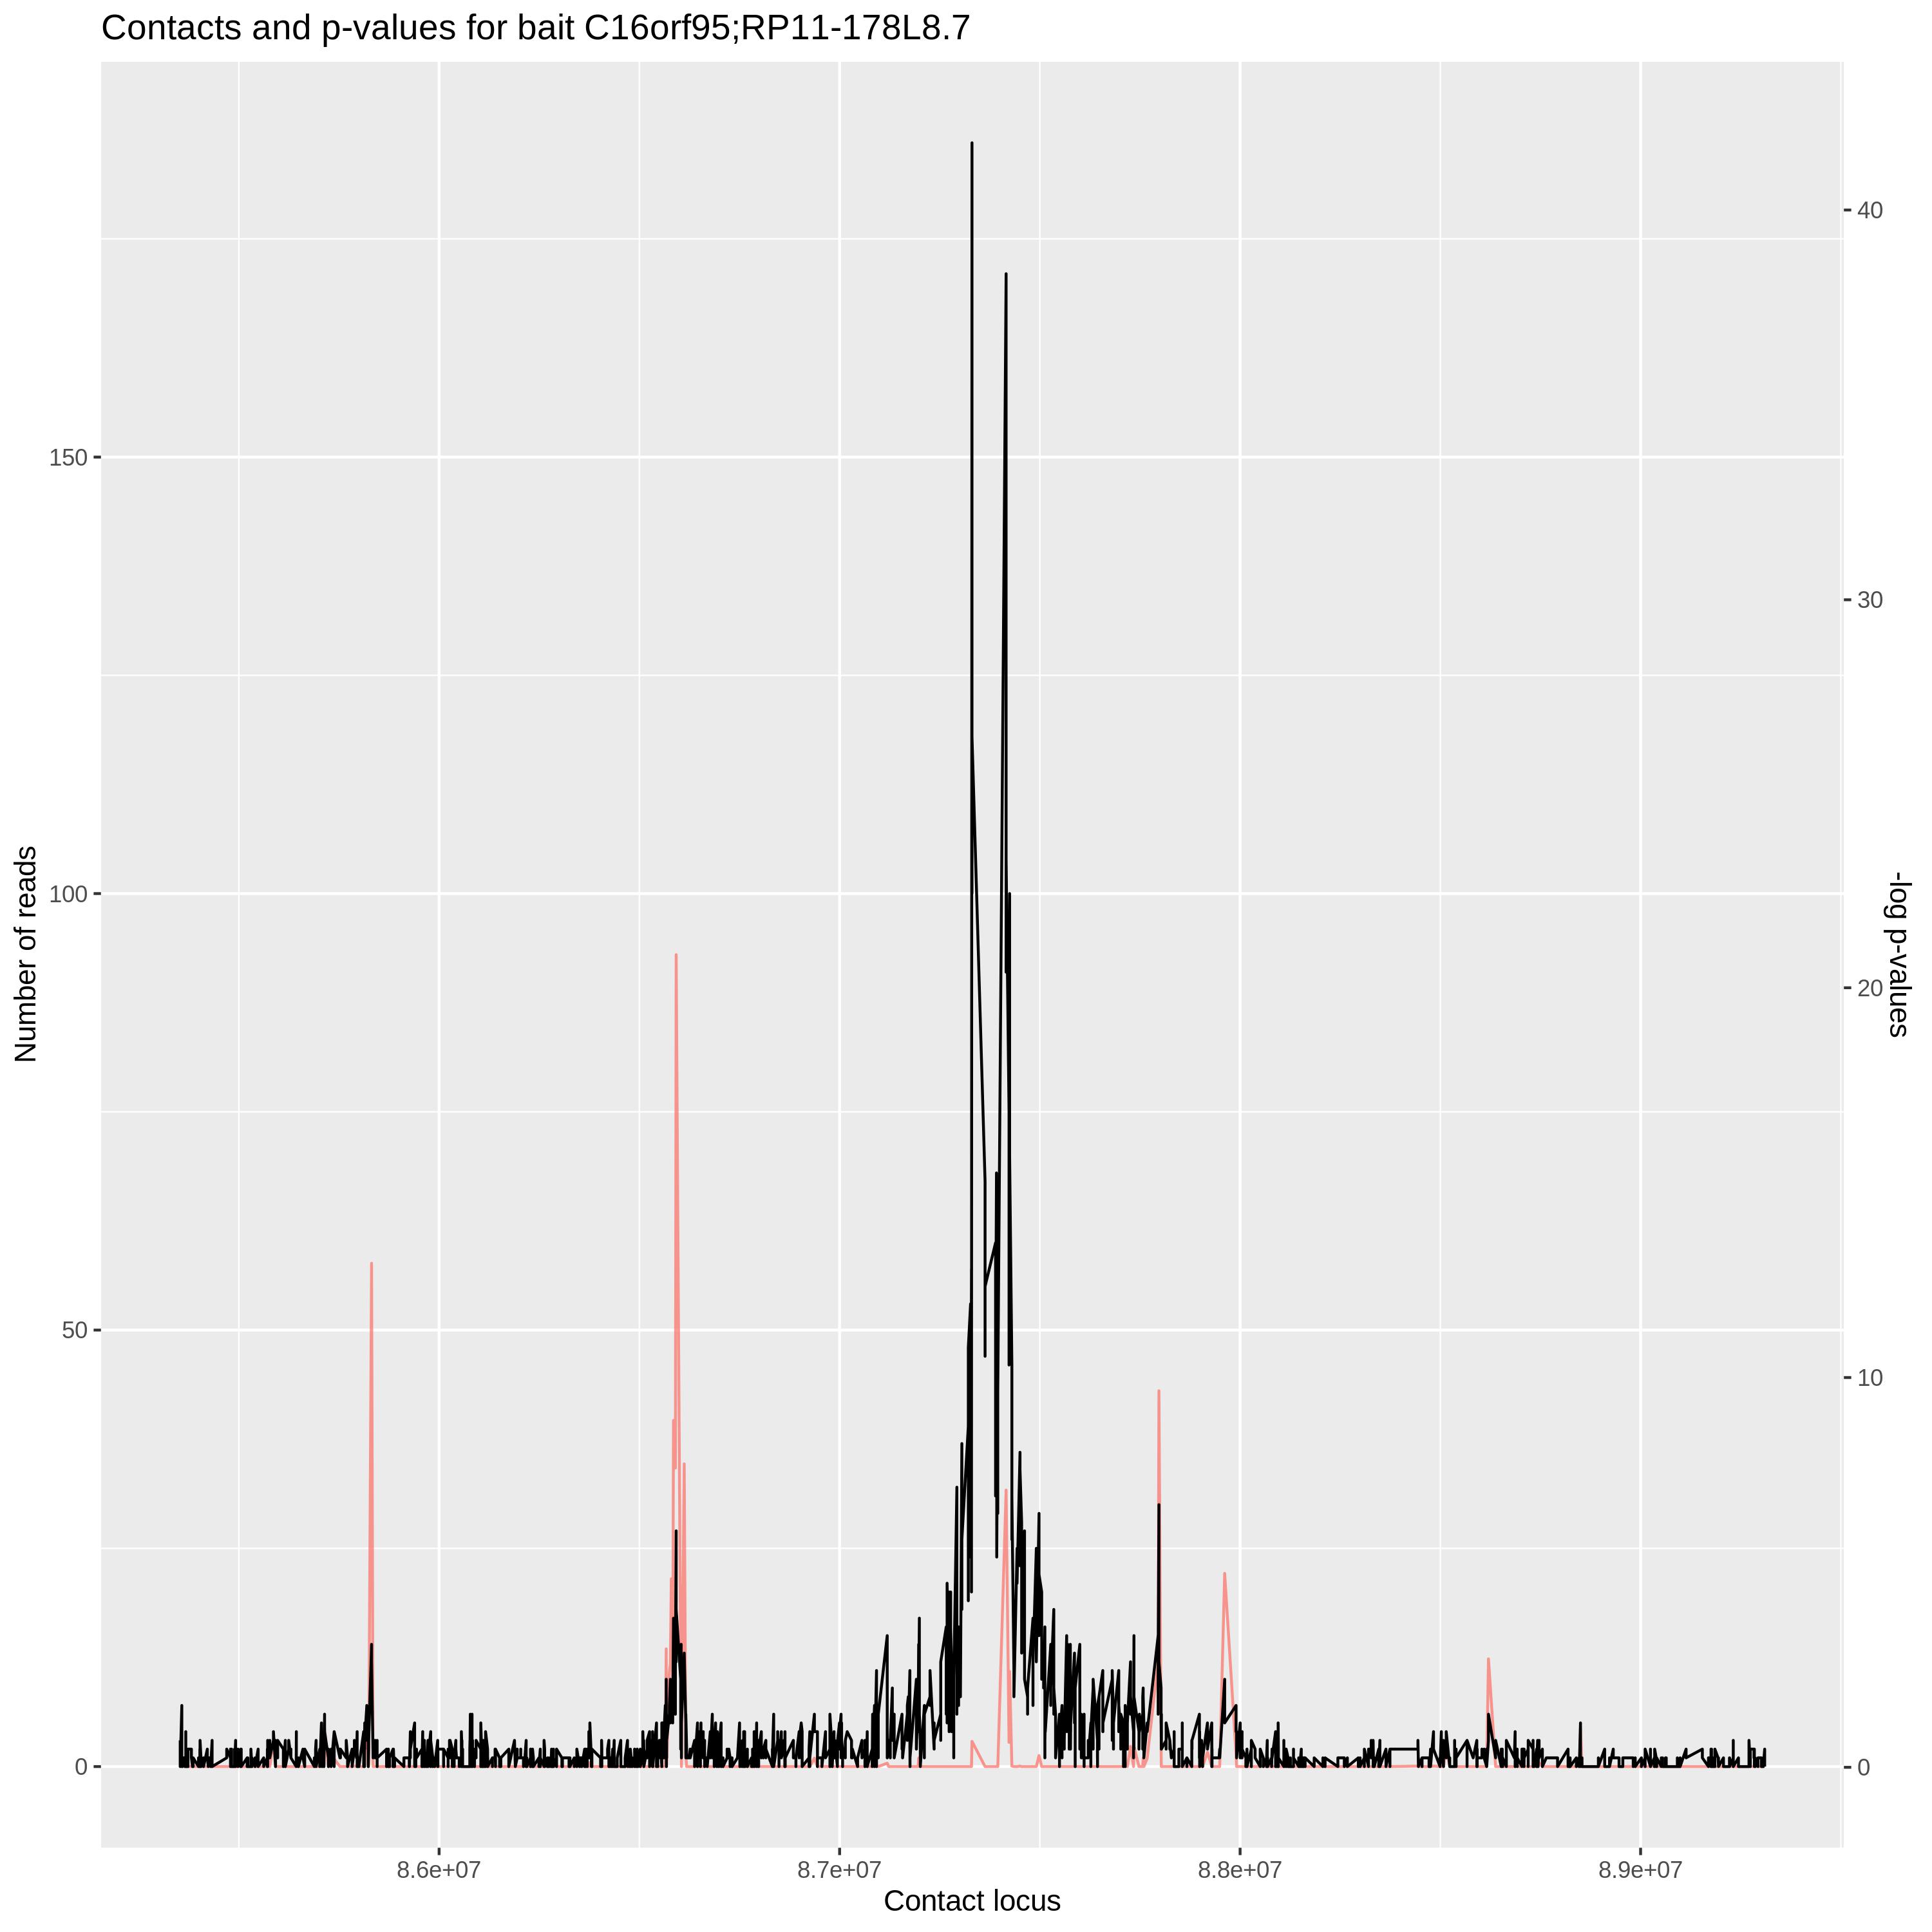 Contacts and p-values for bait C16orf95;RP11-178L8.7
Number of reads
150
100
50
0
40
30
20
10
0
-log p-values
8.6e+07
8.7e+07
8.8e+07
8.9e+07
Contact locus